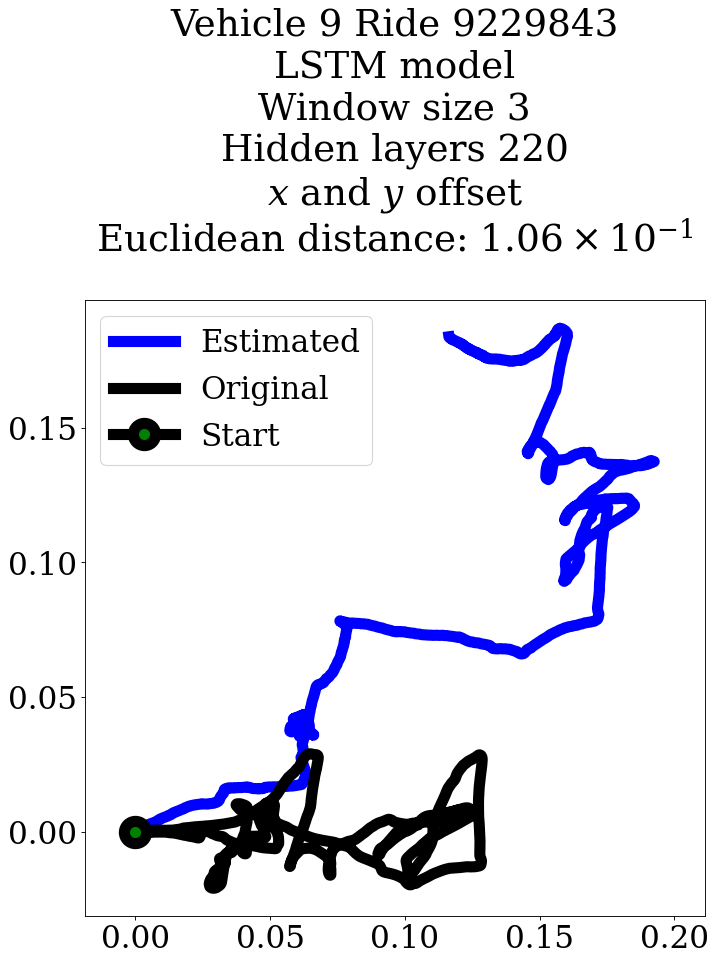 Vehicle 9 Ride 9229843
LSTM model
Window size 3
Hidden layers 220
x and y offset
Euclidean distance: 1.06 × 10⁻¹
Estimated
Original
Start
0.15
0.10
0.05
0.00
0.00 0.05 0.10 0.15 0.20